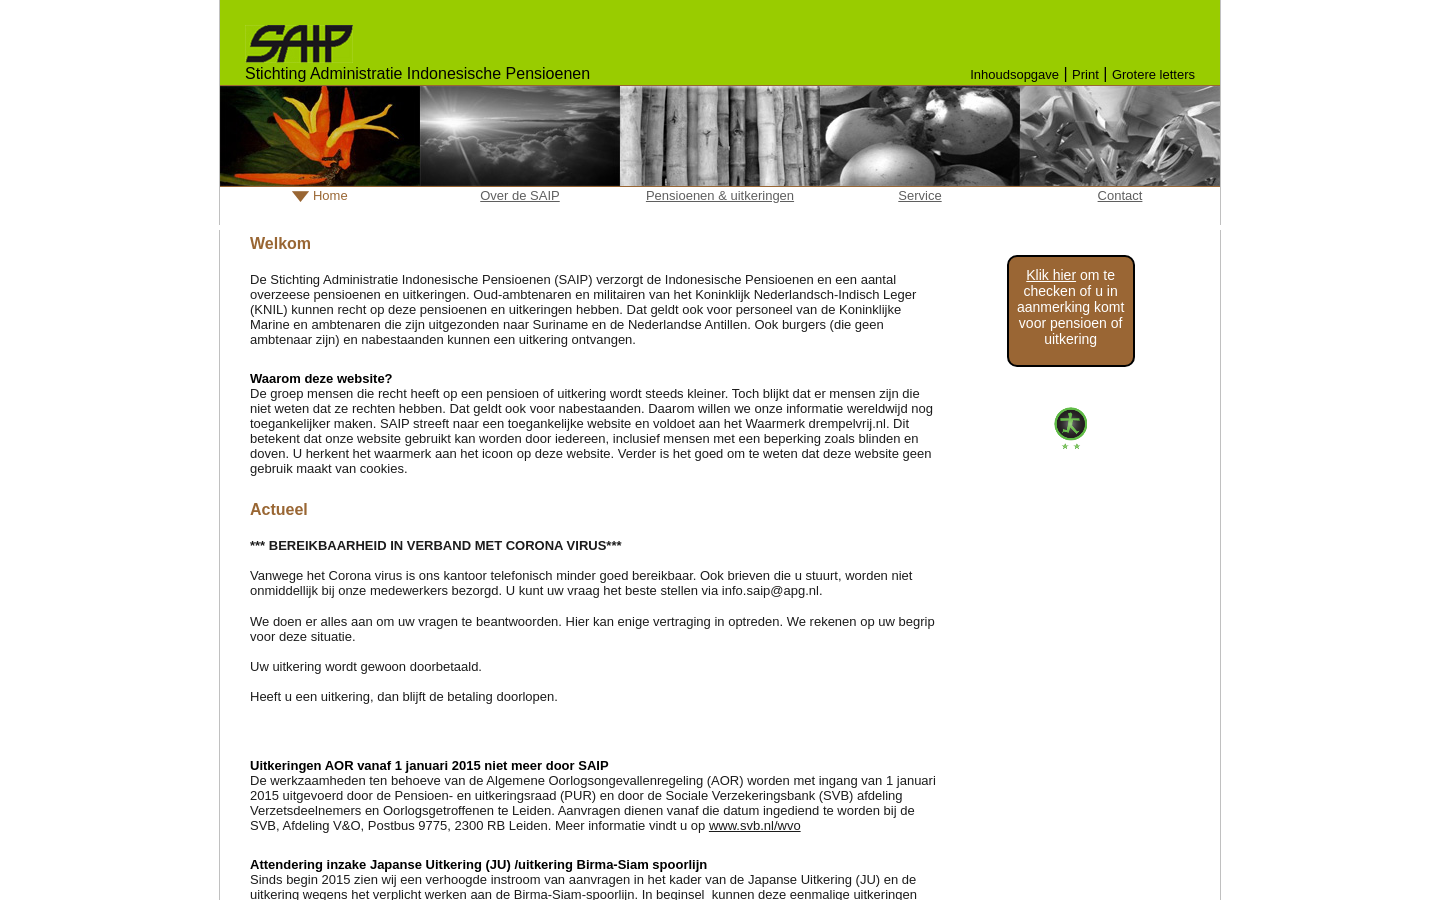 SAIP
Stichting Administratie Indonesische Pensioenen
Inhoudsopgave | Print | Grotere letters
Home
Over de SAIP
Pensioenen & uitkeringen
Service
Contact
Welkom
De Stichting Administratie Indonesische Pensioenen (SAIP) verzorgt de Indonesische Pensioenen en een aantal
overzeese pensioenen en uitkeringen. Oud-ambtenaren en militairen van het Koninklijk Nederlandsch-Indisch Leger
(KNIL) kunnen recht op deze pensioenen en uitkeringen hebben. Dat geldt ook voor personeel van de Koninklijke
Marine en ambtenaren die zijn uitgezonden naar Suriname en de Nederlandse Antillen. Ook burgers (die geen
ambtenaar zijn) en nabestaanden kunnen een uitkering ontvangen.
Waarom deze website?
De groep mensen die recht heeft op een pensioen of uitkering wordt steeds kleiner. Toch blijkt dat er mensen zijn die
niet weten dat ze rechten hebben. Dat geldt ook voor nabestaanden. Daarom willen we onze informatie wereldwijd nog
toegankelijker maken. SAIP streeft naar een toegankelijke website en voldoet aan het Waarmerk drempelvrij.nl. Dit
betekent dat onze website gebruikt kan worden door iedereen, inclusief mensen met een beperking zoals blinden en
doven. U herkent het waarmerk aan het icoon op deze website. Verder is het goed om te weten dat deze website geen
gebruik maakt van cookies.
Actueel
*** BEREIKBAARHEID IN VERBAND MET CORONA VIRUS***
Vanwege het Corona virus is ons kantoor telefonisch minder goed bereikbaar. Ook brieven die u stuurt, worden niet
onmiddellijk bij onze medewerkers bezorgd. U kunt uw vraag het beste stellen via info.saip@apg.nl.
We doen er alles aan om uw vragen te beantwoorden. Hier kan enige vertraging in optreden. We rekenen op uw begrip
voor deze situatie.
Uw uitkering wordt gewoon doorbetaald.
Heeft u een uitkering, dan blijft de betaling doorlopen.
Uitkeringen AOR vanaf 1 januari 2015 niet meer door SAIP
De werkzaamheden ten behoeve van de Algemene Oorlogsongevallenregeling (AOR) worden met ingang van 1 januari
2015 uitgevoerd door de Pensioen- en uitkeringsraad (PUR) en door de Sociale Verzekeringsbank (SVB) afdeling
Verzetsdeelnemers en Oorlogsgetroffenen te Leiden. Aanvragen dienen vanaf die datum ingediend te worden bij de
SVB, Afdeling V&O, Postbus 9775, 2300 RB Leiden. Meer informatie vindt u op www.svb.nl/wvo
Attendering inzake Japanse Uitkering (JU) /uitkering Birma-Siam spoorlijn
Sinds begin 2015 zien wij een verhoogde instroom van aanvragen in het kader van de Japanse Uitkering (JU) en de
uitkering wegens het verplicht werken aan de Birma-Siam-spoorlijn. In beginsel  kunnen deze eenmalige uitkeringen
Klik hier om te
checken of u in
aanmerking komt
voor pensioen of
uitkering